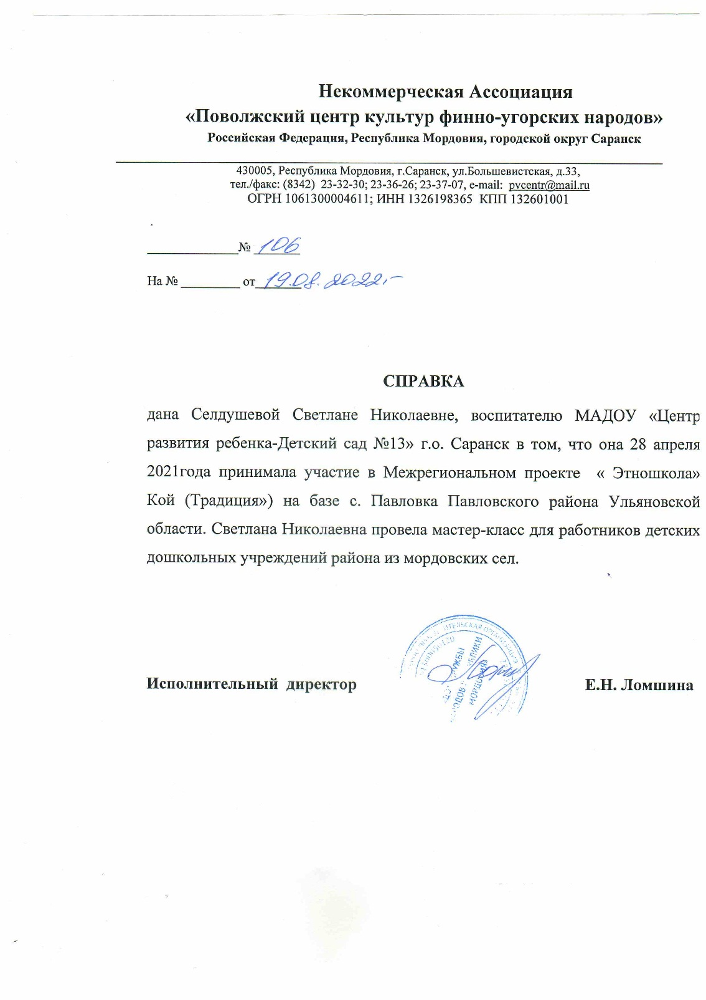 Некоммерческая Ассоциация
«Поволжский центр культур финно-угорских народов»
Российская Федерация, Республика Мордовия, городской округ Саранск
430005, Республика Мордовия, г.Саранск, ул.Большевистская, д.33,
тел./факс: (8342) 23-32-30; 23-36-26; 23-37-07, e-mail: pvcentr@mail.ru
ОГРН 1061300004611; ИНН 1326198365 КПП 132601001
______________№ 106
На № _________ от 19.08.2022.-
СПРАВКА
дана Селдушевой Светлане Николаевне, воспитателю МАДОУ «Центр
развития ребенка-Детский сад №13» г.о. Саранск в том, что она 28 апреля
2021года принимала участие в Межрегиональном проекте « Этношкола»
Кой (Традиция») на базе с. Павловка Павловского района Ульяновской
области. Светлана Николаевна провела мастер-класс для работников детских
дошкольных учреждений района из мордовских сел.
Исполнительный директор
Е.Н. Ломшина
ОРГАНИЗАЦИЯ
МОРДОВИЯ»